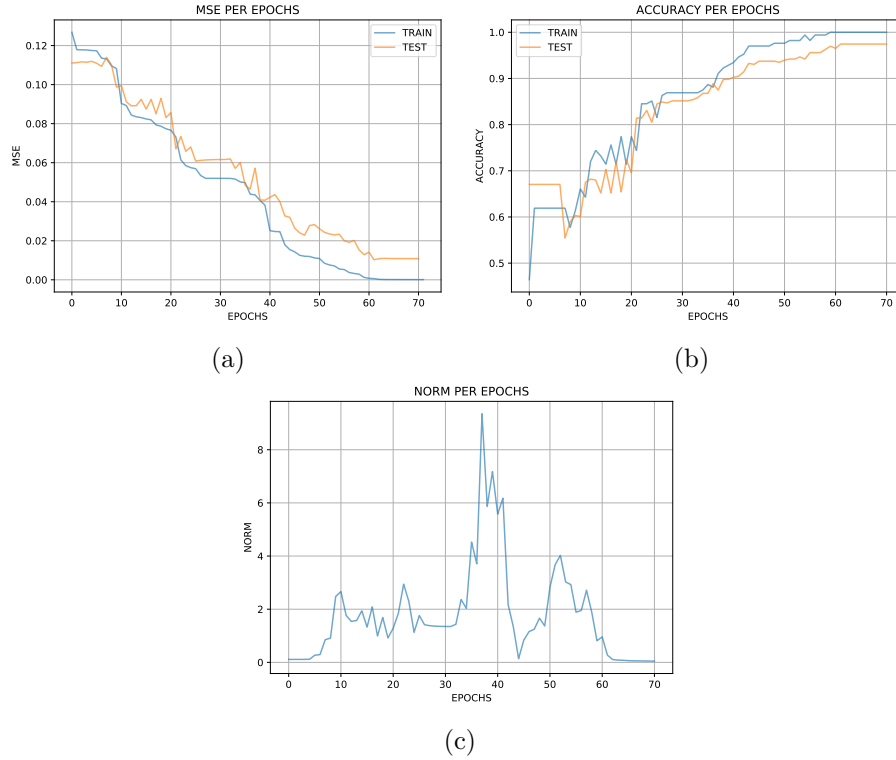 MSE PER EPOCHS
TRAIN
TEST
0.12
0.10
0.08
0.06
0.04
0.02
0.00
MSE
0 10 20 30 40 50 60 70
EPOCHS
(a)
ACCURACY PER EPOCHS
TRAIN
TEST
1.0
0.9
0.8
0.7
0.6
0.5
ACCURACY
0 10 20 30 40 50 60 70
EPOCHS
(b)
NORM PER EPOCHS
8
6
4
2
0
NORM
0 10 20 30 40 50 60 70
EPOCHS
(c)